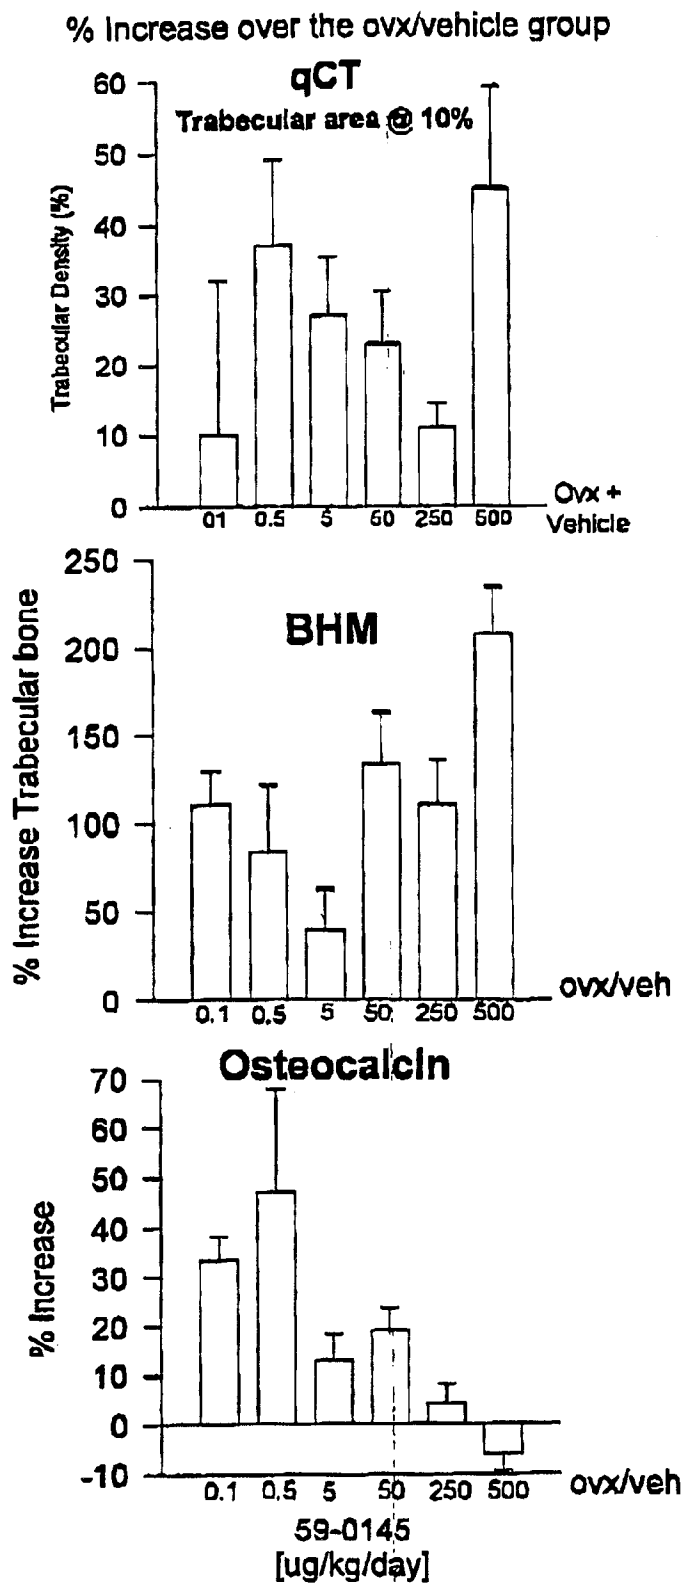 % Increase over the ovx/vehicle group
qCT
Trabecular area @ 10%
Trabecular Density (%)
60
50
40
30
20
10
0
01 0.5 5 50 250 500
Ovx +
Vehicle
BHM
% Increase Trabecular bone
250
200
150
100
50
0
0.1 0.5 5 50 250 500
ovx/veh
Osteocalcin
% Increase
70
60
50
40
30
20
10
0
-10
0.1 0.5 5 50 250 500
ovx/veh
59-0145
[ug/kg/day]